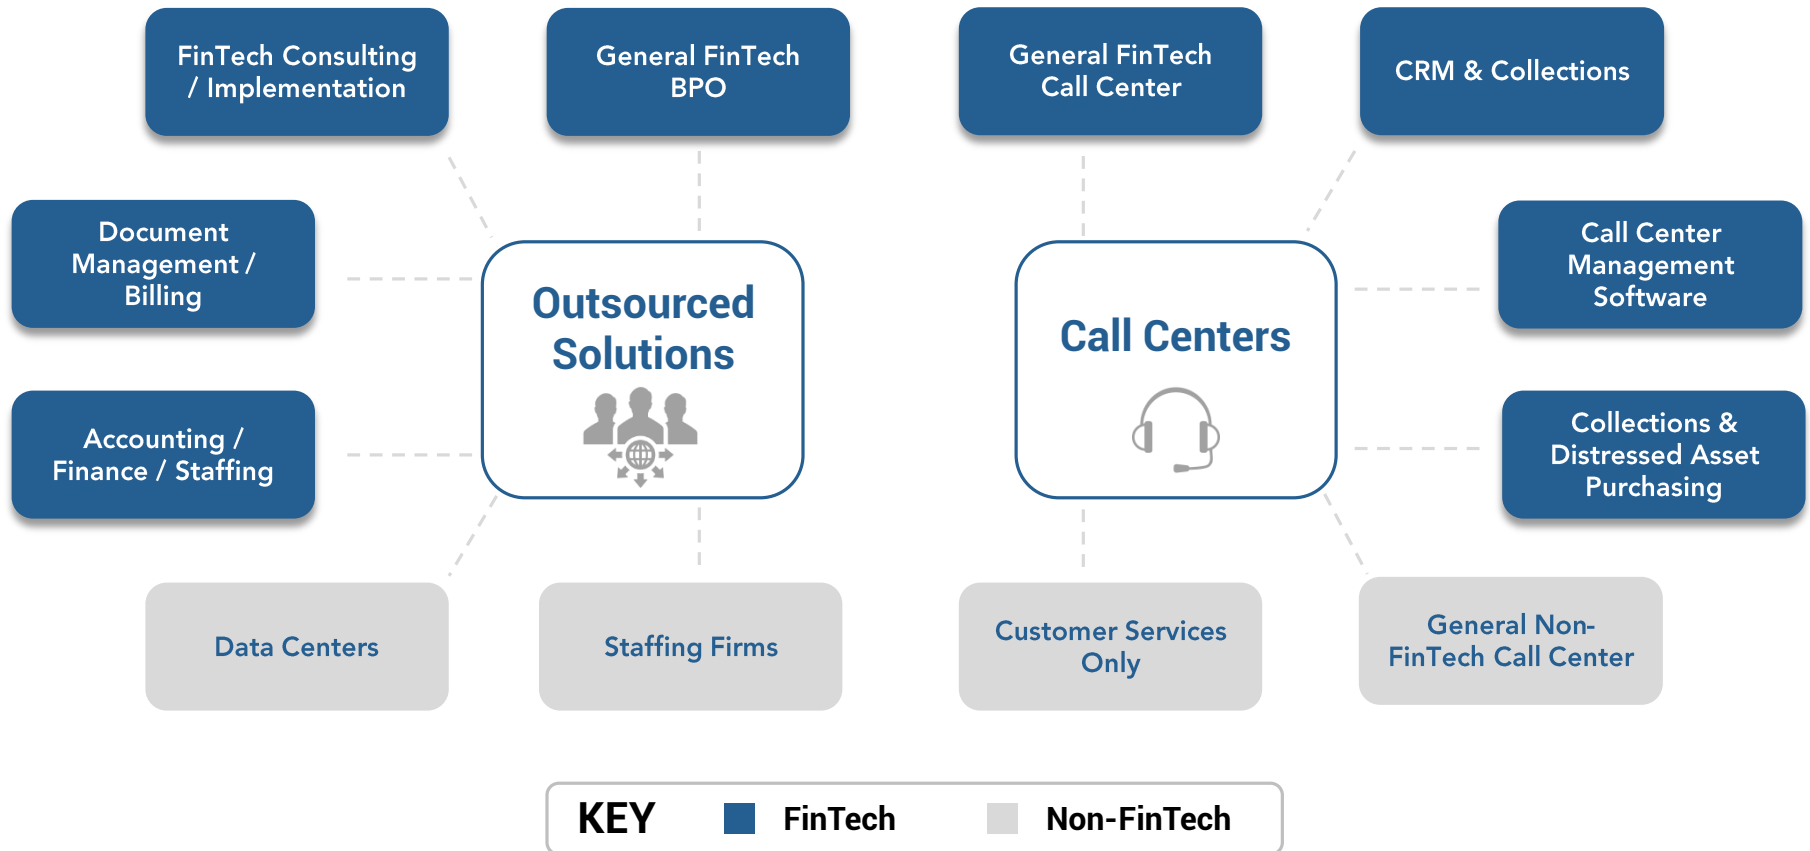 FinTech Consulting
/ Implementation
General FinTech
BPO
General FinTech
Call Center
CRM & Collections
Document
Management /
Billing
Outsourced
Solutions
Call Centers
Call Center
Management
Software
Accounting /
Finance / Staffing
Collections &
Distressed Asset
Purchasing
Data Centers
Staffing Firms
Customer Services
Only
General Non-
FinTech Call Center
KEY
FinTech
Non-FinTech